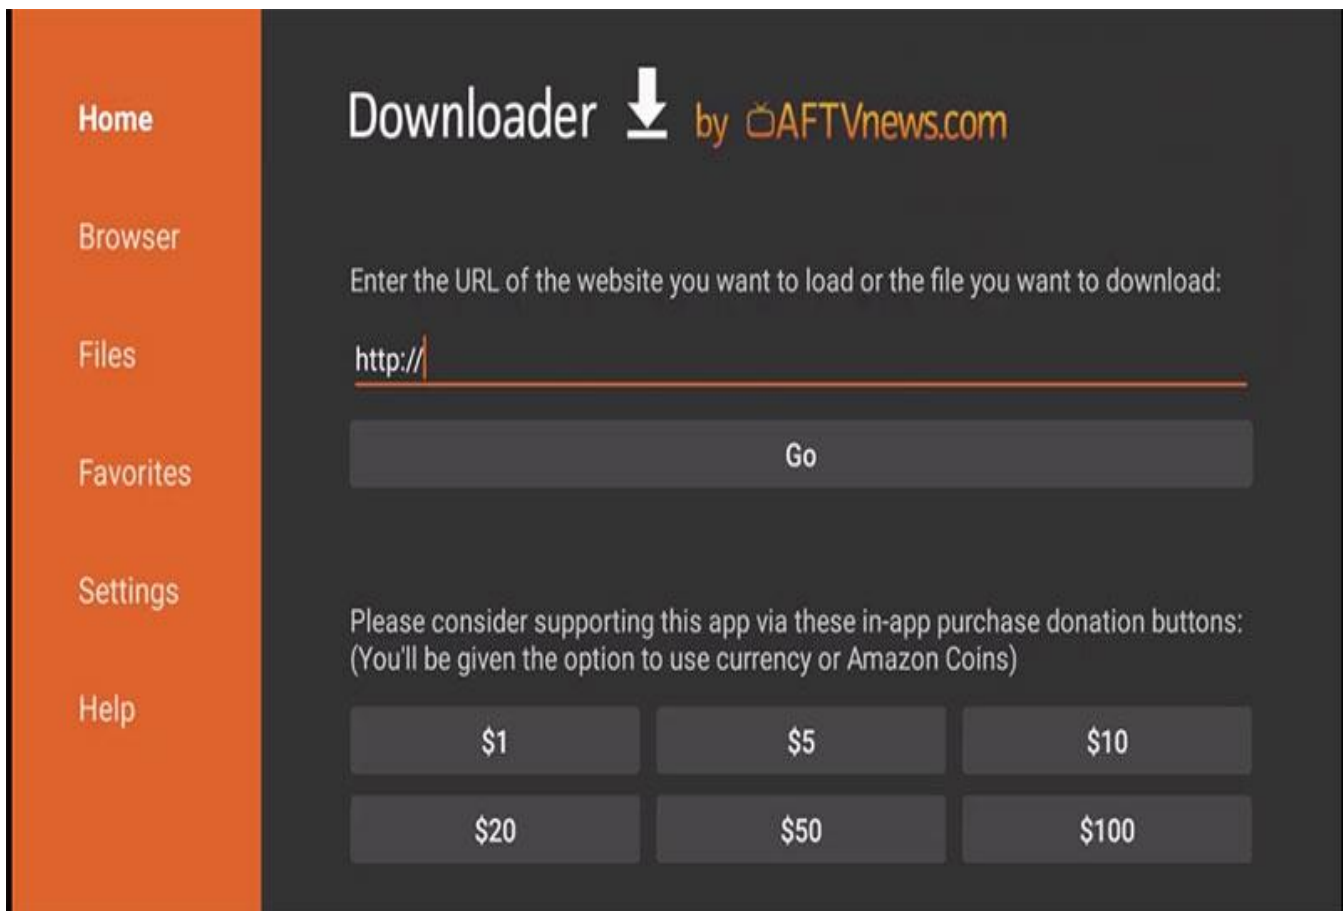 Home
Browser
Files
Favorites
Settings
Help
Downloader by AFTVnews.com
Enter the URL of the website you want to load or the file you want to download:
http://
Go
Please consider supporting this app via these in-app purchase donation buttons:
(You'll be given the option to use currency or Amazon Coins)
$1 $5 $10
$20 $50 $100